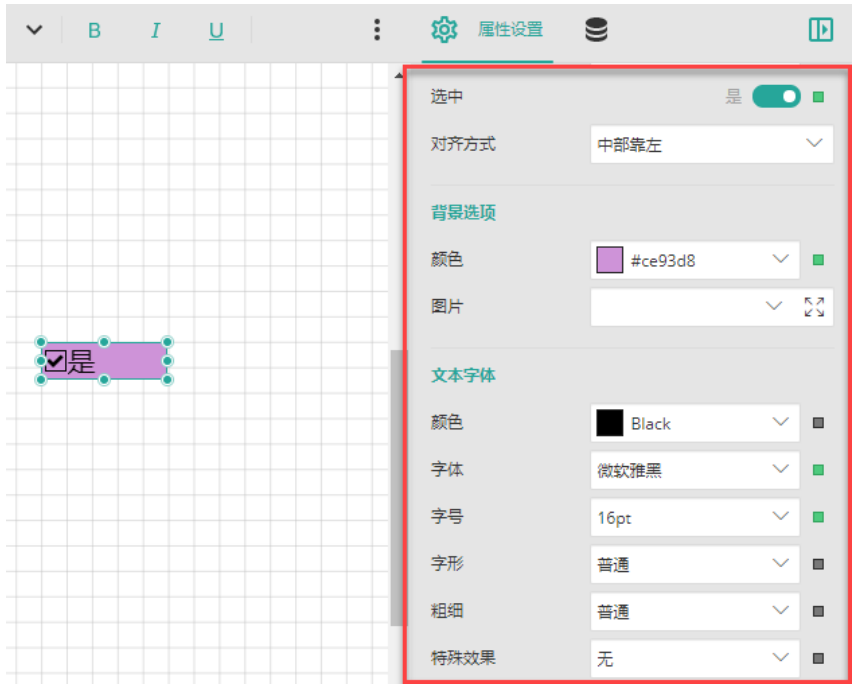 B I U 属性设置
选中 是
对齐方式 中部靠左
背景选项
颜色 #ce93d8
图片
是
文本字体
颜色 Black
字体 微软雅黑
字号 16pt
字形 普通
粗细 普通
特殊效果 无